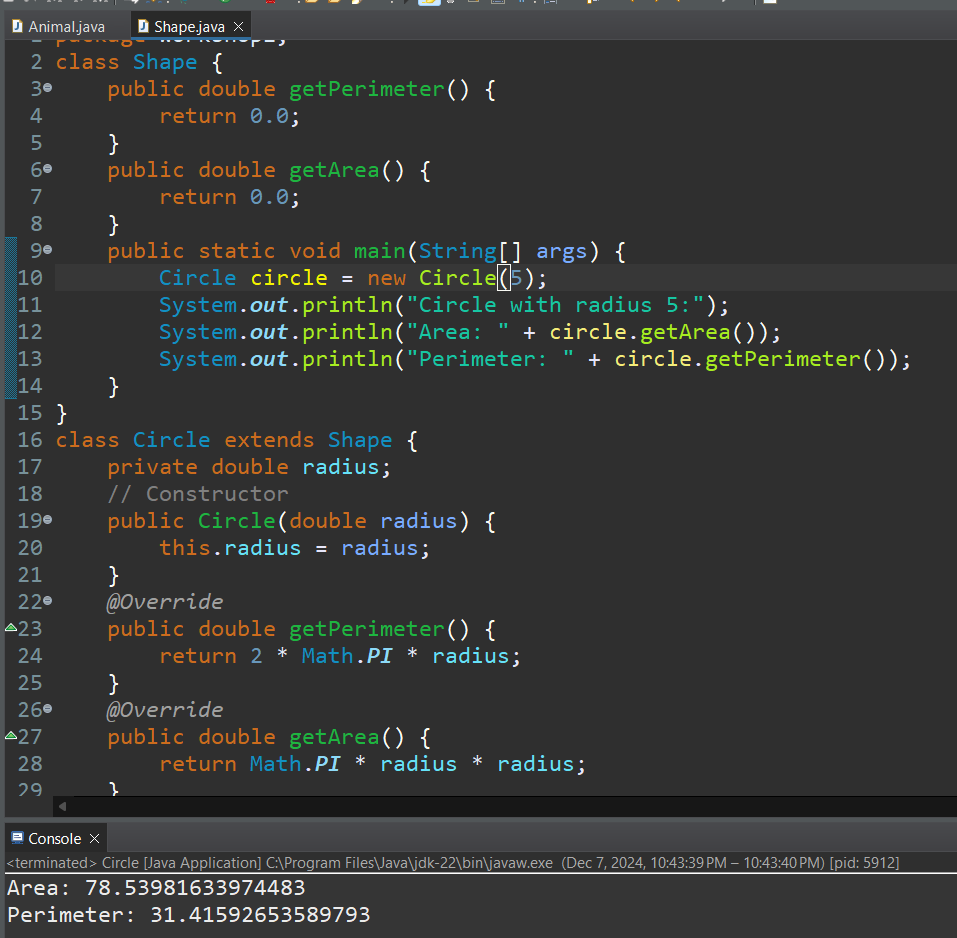 Animal.java
Shape.java
2 class Shape {
3 public double getPerimeter() {
4 return 0.0;
5 }
6 public double getArea() {
7 return 0.0;
8 }
9 public static void main(String[] args) {
10 Circle circle = new Circle(5);
11 System.out.println("Circle with radius 5:");
12 System.out.println("Area: " + circle.getArea());
13 System.out.println("Perimeter: " + circle.getPerimeter());
14 }
15 }
16 class Circle extends Shape {
17 private double radius;
18 // Constructor
19 public Circle(double radius) {
20 this.radius = radius;
21 }
22 @Override
23 public double getPerimeter() {
24 return 2 * Math.PI * radius;
25 }
26 @Override
27 public double getArea() {
28 return Math.PI * radius * radius;
29 }
Console
<terminated> Circle [Java Application] C:\Program Files\Java\jdk-22\bin\javaw.exe (Dec 7, 2024, 10:43:39 PM – 10:43:40 PM) [pid: 5912]
Area: 78.53981633974483
Perimeter: 31.41592653589793